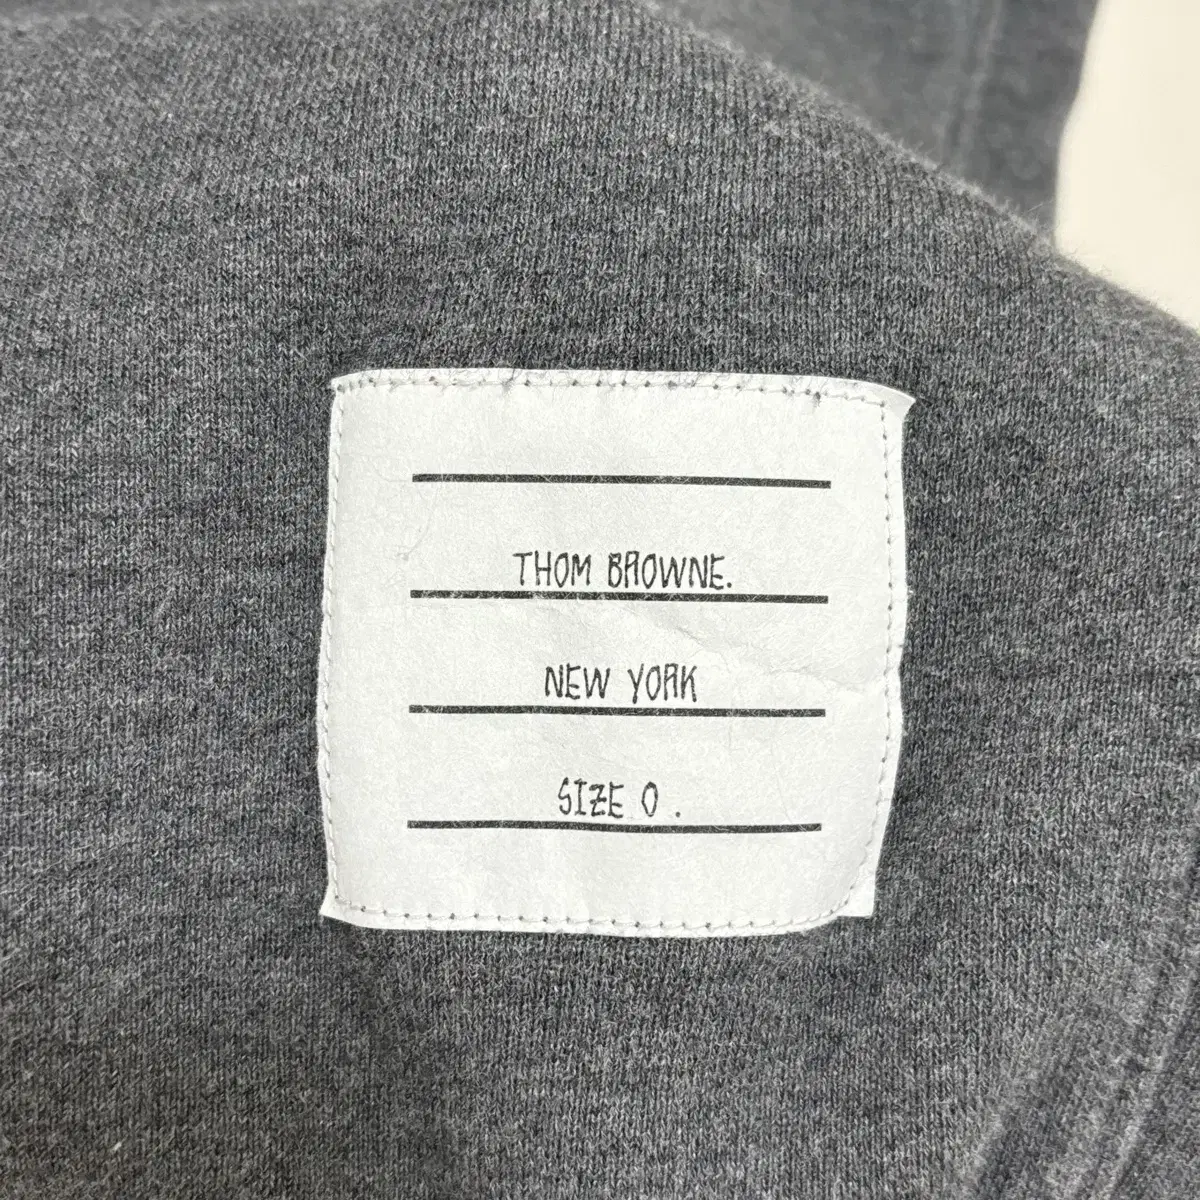 THOM BROWNE.
NEW YORK
SIZE 0 .